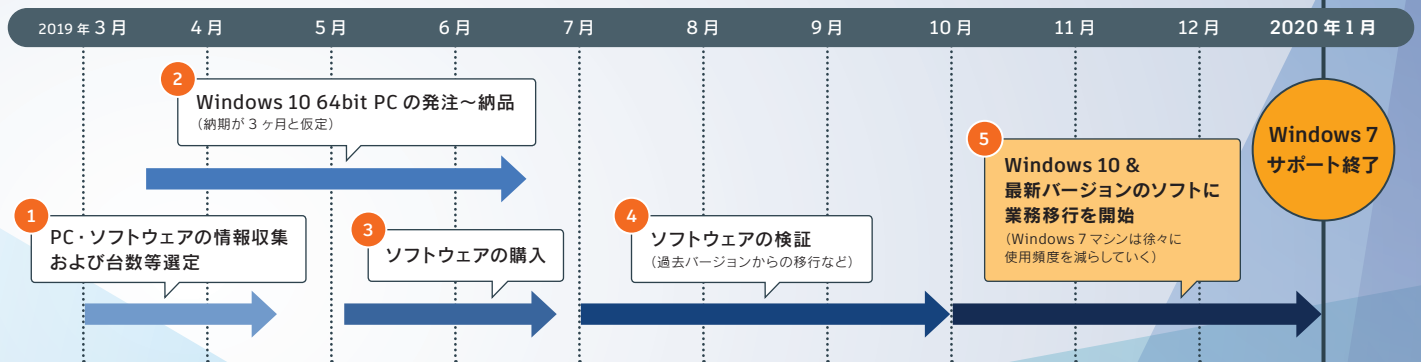 2019 年 3 月 4 月 5 月 6 月 7 月 8 月 9 月 10 月 11 月 12 月 2020 年 1 月
1
PC・ソフトウェアの情報収集
および台数等選定
2
Windows 10 64bit PC の発注～納品
（納期が 3 ヶ月と仮定）
3
ソフトウェアの購入
4
ソフトウェアの検証
（過去バージョンからの移行など）
5
Windows 10 &
最新バージョンのソフトに
業務移行を開始
（Windows 7 マシンは徐々に
使用頻度を減らしていく）
Windows 7
サポート終了